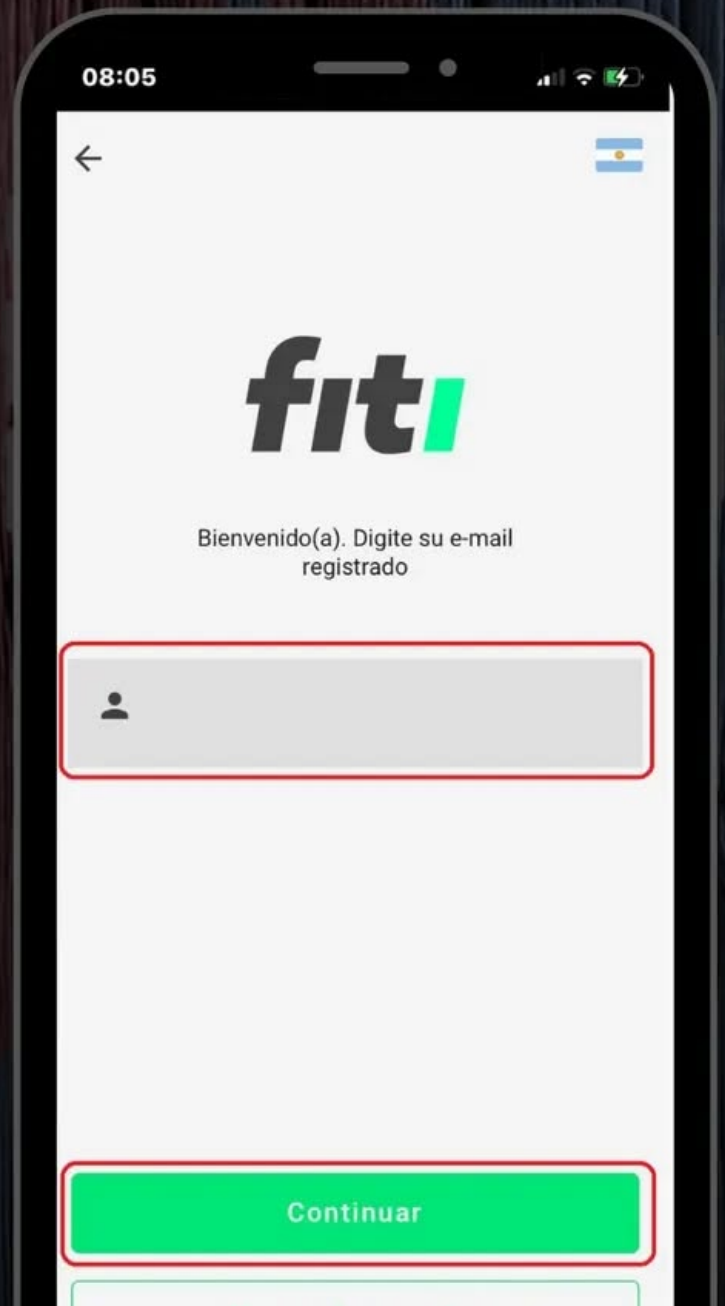 08:05
fiti
Bienvenido(a). Digite su e-mail
registrado
Continuar